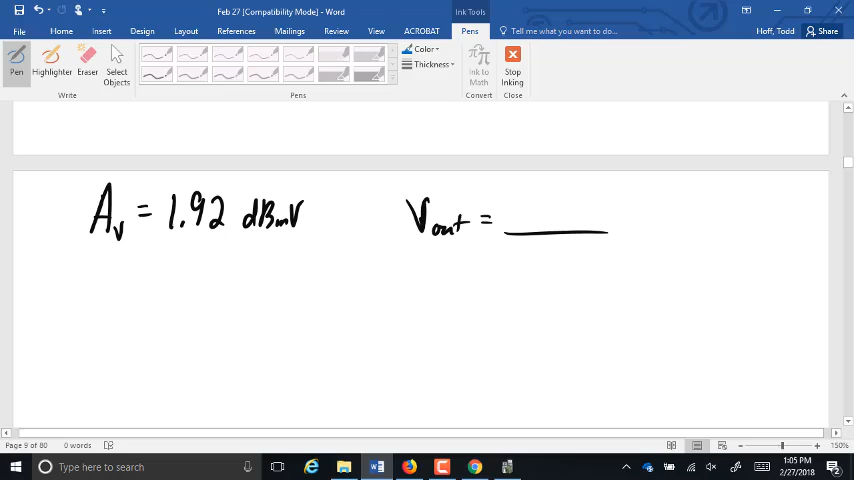 Feb 27 [Compatibility Mode] - Word
Ink Tools
File Home Insert Design Layout References Mailings Review View ACROBAT Pens Tell me what you want to do... Hoff, Todd Share
Pen Highlighter Eraser Select Objects
Color
Thickness
Ink to Math
Stop Inking
Write Pens Convert Close
Av = 1.92 dBmV Vout =
Page 9 of 80 0 words 150%
Type here to search
1:05 PM
2/27/2018
2